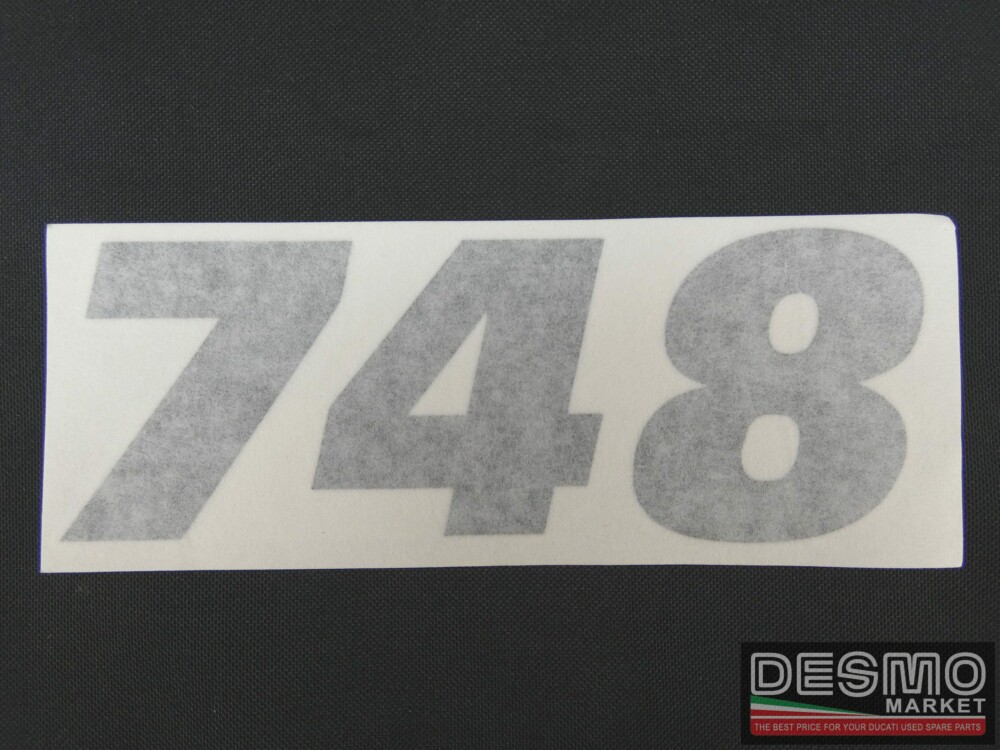 748
DESMO
MARKET
THE BEST PRICE FOR YOUR DUCATI USED SPARE PARTS